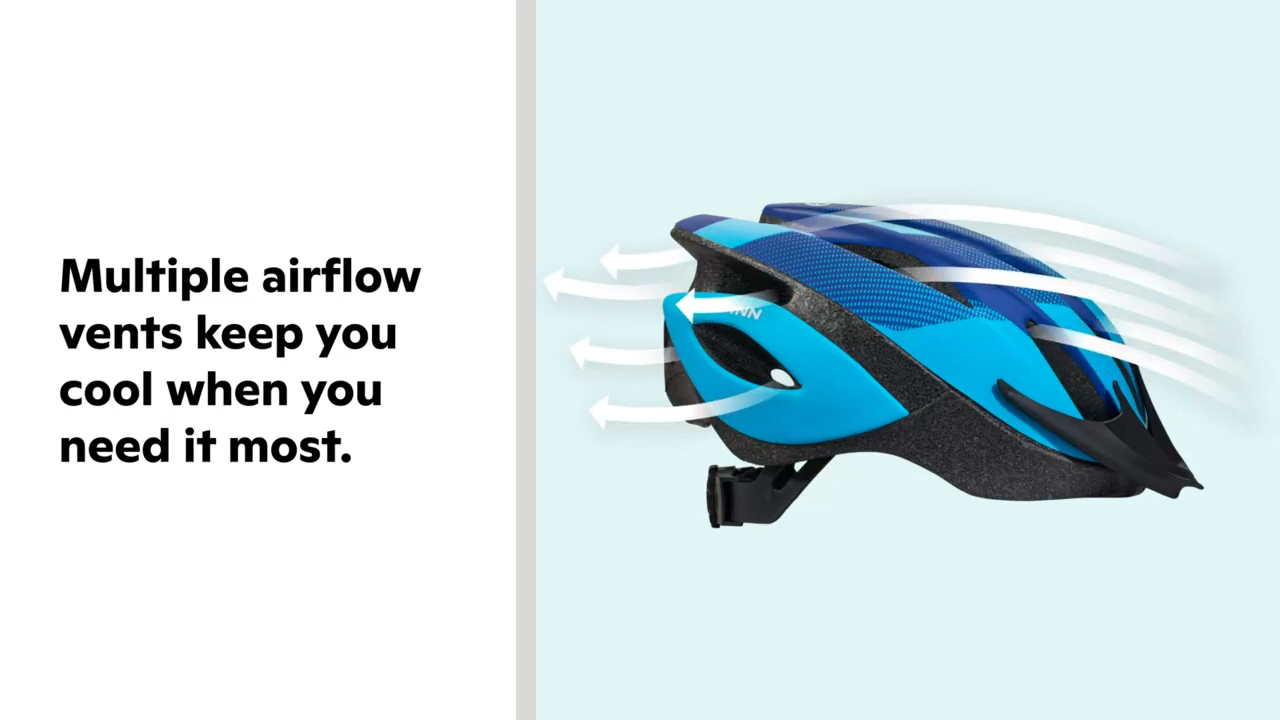 Multiple airflow
vents keep you
cool when you
need it most.